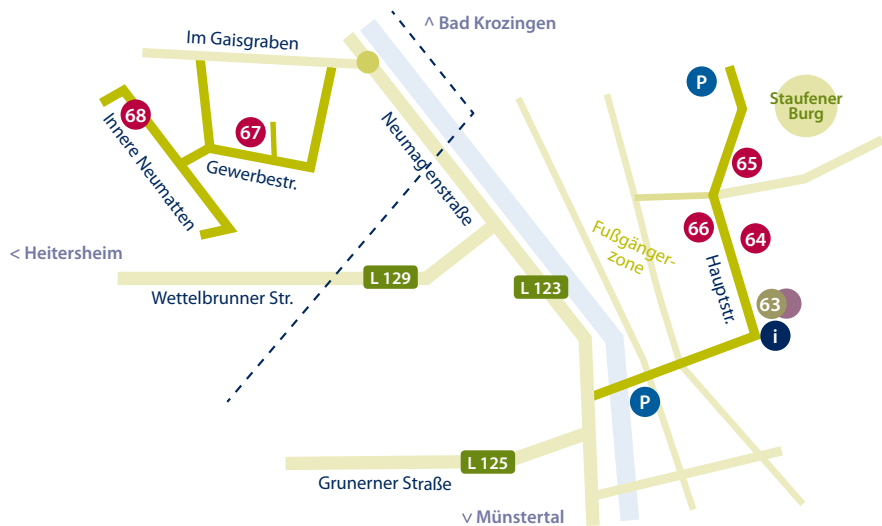 ^ Bad Krozingen
Im Gaisgraben
P
Staufener
Burg
68
67
Innere Neumatten
Gewerbestr.
Neumagenstraße
65
66
64
Fußgänger-
zone
Hauptstr.
< Heitersheim
L 129
Wettelbrunner Str.
L 123
63
i
P
L 125
Grunerner Straße
v Münstertal